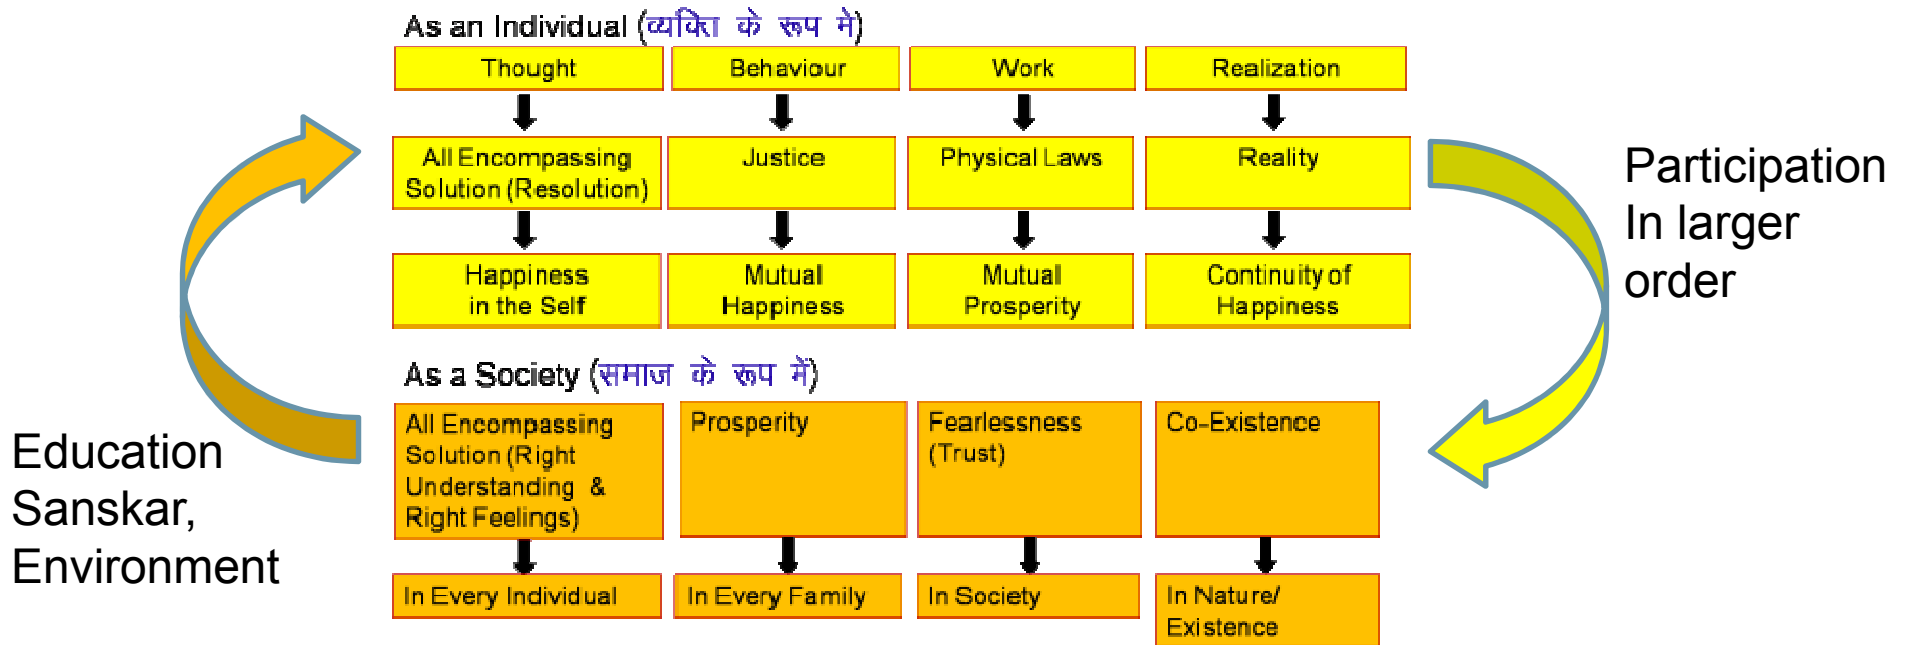 As an Individual (व्यक्ति के रूप मे)
Thought
Behaviour
Work
Realization
All Encompassing
Solution (Resolution)
Justice
Physical Laws
Reality
Happiness
in the Self
Mutual
Happiness
Mutual
Prosperity
Continuity of
Happiness
Participation
In larger
order
As a Society (समाज के रूप में)
All Encompassing
Solution (Right
Understanding &
Right Feelings)
Prosperity
Fearlessness
(Trust)
Co-Existence
In Every Individual
In Every Family
In Society
In Nature/
Existence
Education
Sanskar,
Environment